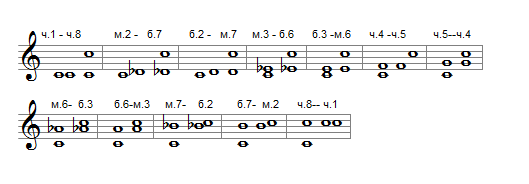 ч.1 - ч.8 м.2 - б.7 б.2 - м.7 м.3 - б.6 б.3 -м.6 ч.4 -ч.5 ч.5--ч.4
м.6- б.3 б.6-м.3 м.7- б.2 б.7- м.2 ч.8-- ч.1